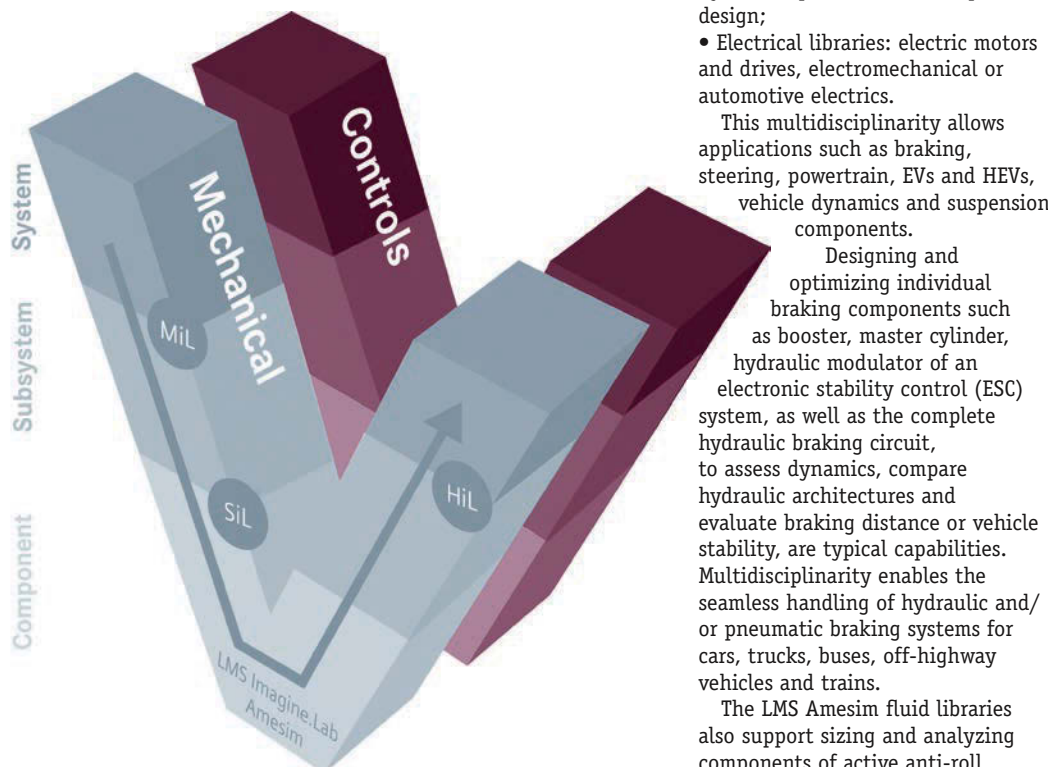 System
Subsystem
Component
Mechanical
Controls
MiL
SiL
HiL
LMS Imagine.Lab
Amesim
design;
• Electrical libraries: electric motors
and drives, electromechanical or
automotive electrics.
This multidisciplinarity allows
applications such as braking,
steering, powertrain, EVs and HEVs,
vehicle dynamics and suspension
components.
Designing and
optimizing individual
braking components such
as booster, master cylinder,
hydraulic modulator of an
electronic stability control (ESC)
system, as well as the complete
hydraulic braking circuit,
to assess dynamics, compare
hydraulic architectures and
evaluate braking distance or vehicle
stability, are typical capabilities.
Multidisciplinarity enables the
seamless handling of hydraulic and/
or pneumatic braking systems for
cars, trucks, buses, off-highway
vehicles and trains.
The LMS Amesim fluid libraries
also support sizing and analyzing
components of active anti-roll